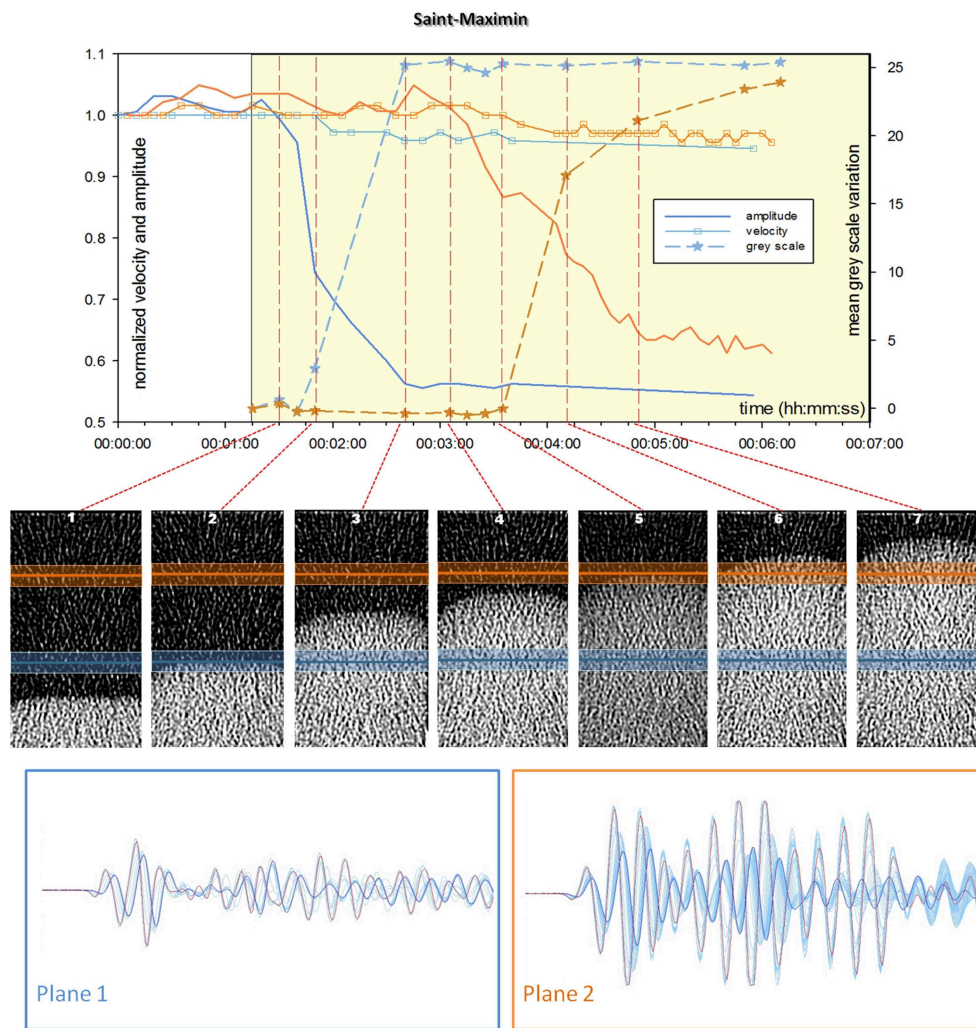 Saint-Maximin
1.1
1.0
0.9
0.8
0.7
0.6
0.5
normalized velocity and amplitude
25
20
15
10
5
0
mean grey scale variation
amplitude
velocity
grey scale
time (hh:mm:ss)
00:00:00 00:01:00 00:02:00 00:03:00 00:04:00 00:05:00 00:06:00 00:07:00
1 2 3 4 5 6 7
Plane 1 Plane 2